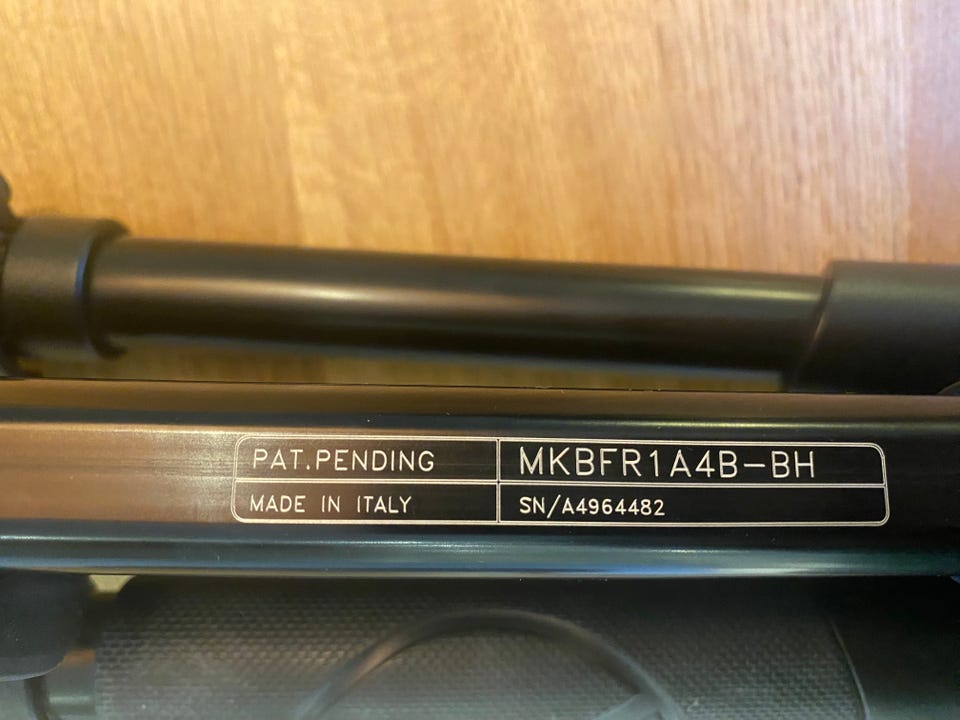 PAT.PENDING
MKBFR1A4B-BH
MADE IN ITALY
SN/A4964482